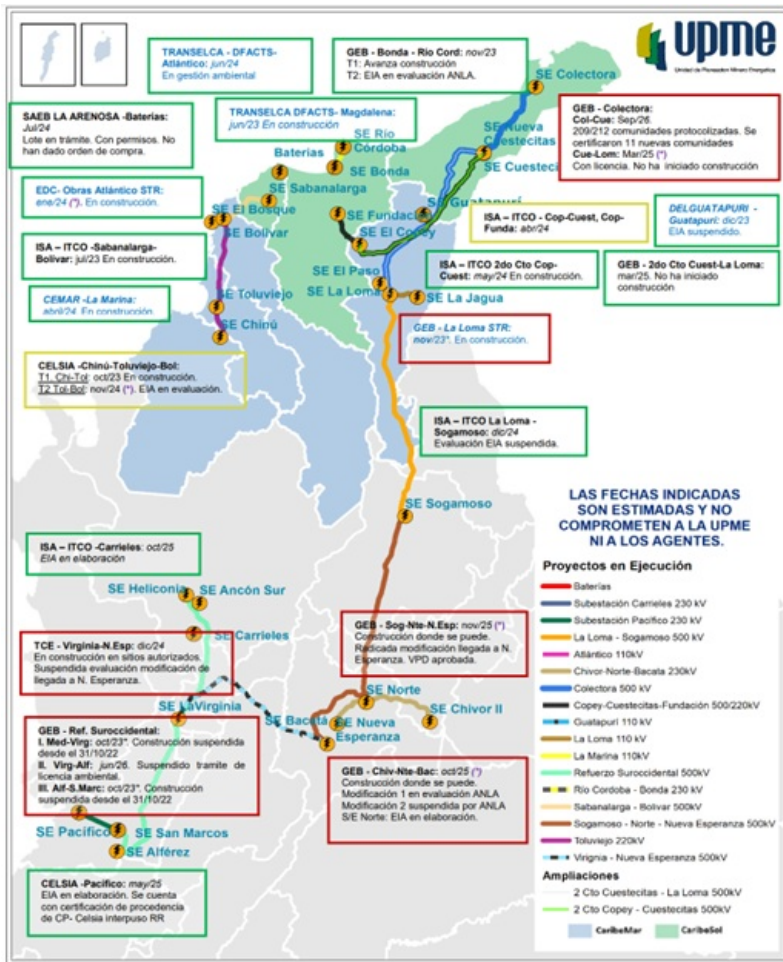 upme
Unidad de Planeación Minero Energética
TRANSELCA - DFACTS-
Atlántico: jun/24
En gestión ambiental
GEB - Bonda - Río Cord: nov/23
T1: Avanza construcción
T2: EIA en evaluación ANLA.
SE Colectora
SAEB LA ARENOSA -Baterías:
Jul/24
Lote en trámite. Con permisos. No
han dado orden de compra.
TRANSELCA DFACTS- Magdalena:
jun/23 En construcción
GEB - Colectora:
Col-Cue: Sep/26.
209/212 comunidades protocolizadas. Se
certificaron 11 nuevas comunidades
Cue-Lom: Mar/25 (*)
Con licencia. No ha iniciado construcción
SE Río
Córdoba
Baterías
SE Bonda
SE Nueva
Cuestecitas
SE Cuestecitas
EDC- Obras Atlántico STR:
ene/24 (*). En construcción.
SE Sabanalarga
SE El Bosque
SE Bolívar
SE Fundación
SE Guatapurí
SE El Copey
ISA – ITCO - Cop-Cuest, Cop-
Funda: abr/24
DELGUATAPURI -
Guatapurí: dic/23
EIA suspendido.
ISA – ITCO -Sabanalarga-
Bolívar: jul/23 En construcción.
SE El Paso
SE La Loma
SE La Jagua
ISA – ITCO 2do Cto Cop-
Cuest: may/24 En construcción.
GEB - 2do Cto Cuest-La Loma:
mar/25. No ha iniciado
construcción
CEMAR -La Marina:
abril/24. En construcción.
SE Toluviejo
SE Chinú
GEB - La Loma STR:
nov/23*. En construcción.
CELSIA -Chinú-Toluviejo-Bol:
T1. Chi-Tol: oct/23 En construcción.
T2 Tol-Bol: nov/24 (*). EIA en evaluación.
ISA – ITCO La Loma -
Sogamoso: dic/24
Evaluación EIA suspendida.
SE Sogamoso
LAS FECHAS INDICADAS
SON ESTIMADAS Y NO
COMPROMETEN A LA UPME
NI A LOS AGENTES.
ISA – ITCO -Carrieles: oct/25
EIA en elaboración
SE Heliconia
SE Ancón Sur
SE Carrieles
TCE - Virginia-N.Esp: dic/24
En construcción en sitios autorizados.
Suspendida evaluación modificación de
llegada a N. Esperanza.
GEB - Sog-Nte-N.Esp: nov/25 (*)
Construcción donde se puede.
Radicada modificación llegada a N.
Esperanza. VPD aprobada.
SE LaVirginia
SE Norte
SE Bacatá
SE Nueva
Esperanza
SE Chivor II
GEB - Ref. Suroccidental:
I. Med-Virg: oct/23*. Construcción suspendida
desde el 31/10/22
II. Virg-Alf: jun/26. Suspendido tramite de
licencia ambiental.
III. Alf-S.Marc: oct/23*. Construcción
suspendida desde el 31/10/22
GEB - Chiv-Nte-Bac: oct/25 (*)
Construcción donde se puede.
Modificación 1 en evaluación ANLA
Modificación 2 suspendida por ANLA
S/E Norte: EIA en elaboración.
SE Pacífico
SE San Marcos
SE Alférez
CELSIA -Pacífico: may/25
EIA en elaboración. Se cuenta
con certificación de procedencia
de CP- Celsia interpuso RR
Proyectos en Ejecución
Baterías
Subestación Carrieles 230 kV
Subestación Pacífico 230 kV
La Loma - Sogamoso 500 kV
Atlántico 110kV
Chivor-Norte-Bacata 230kV
Colectora 500 kV
Copey-Cuestecitas-Fundación 500/220kV
Guatapuri 110 kV
La Loma 110 kV
La Marina 110kV
Refuerzo Suroccidental 500kV
Río Cordoba - Bonda 230 kV
Sabanalarga - Bolivar 500kV
Sogamoso - Norte - Nueva Esperanza 500kV
Toluviejo 220kV
Virignia - Nueva Esperanza 500kV
Ampliaciones
2 Cto Cuestecitas - La Loma 500kV
2 Cto Copey - Cuestecitas 500kV
CaribeMar
CaribeSol